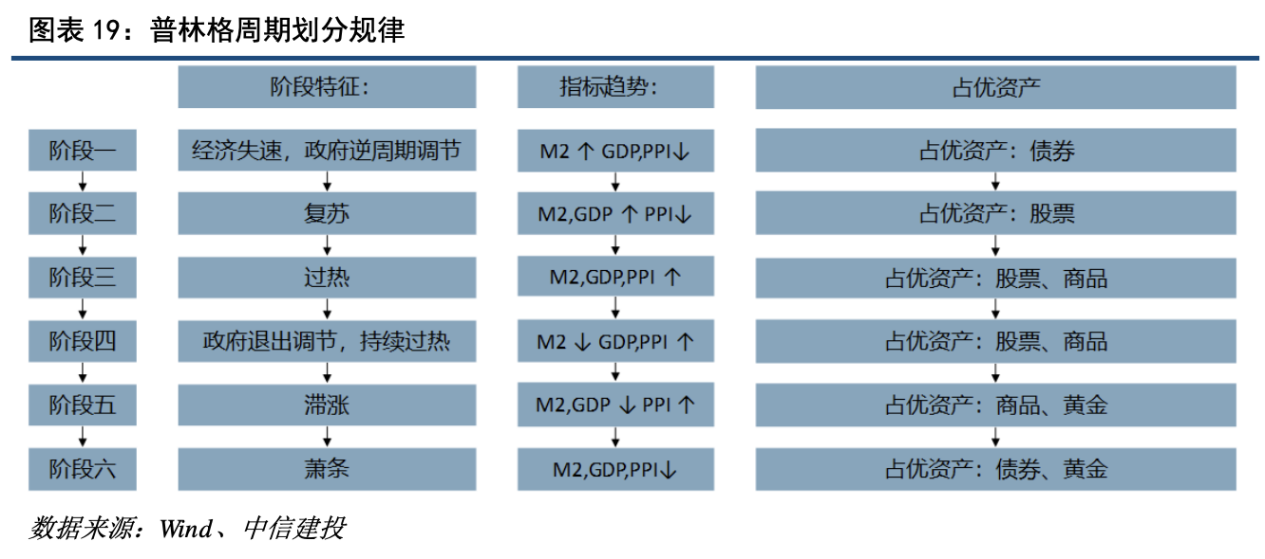 图表 19：普林格周期划分规律
阶段特征： 指标趋势： 占优资产
阶段一 经济失速，政府逆周期调节 M2 ↑ GDP,PPI↓ 占优资产：债券
阶段二 复苏 M2,GDP ↑ PPI↓ 占优资产：股票
阶段三 过热 M2,GDP,PPI ↑ 占优资产：股票、商品
阶段四 政府退出调节，持续过热 M2 ↓ GDP,PPI ↑ 占优资产：股票、商品
阶段五 滞涨 M2,GDP ↓ PPI ↑ 占优资产：商品、黄金
阶段六 萧条 M2,GDP,PPI↓ 占优资产：债券、黄金
数据来源：Wind、中信建投